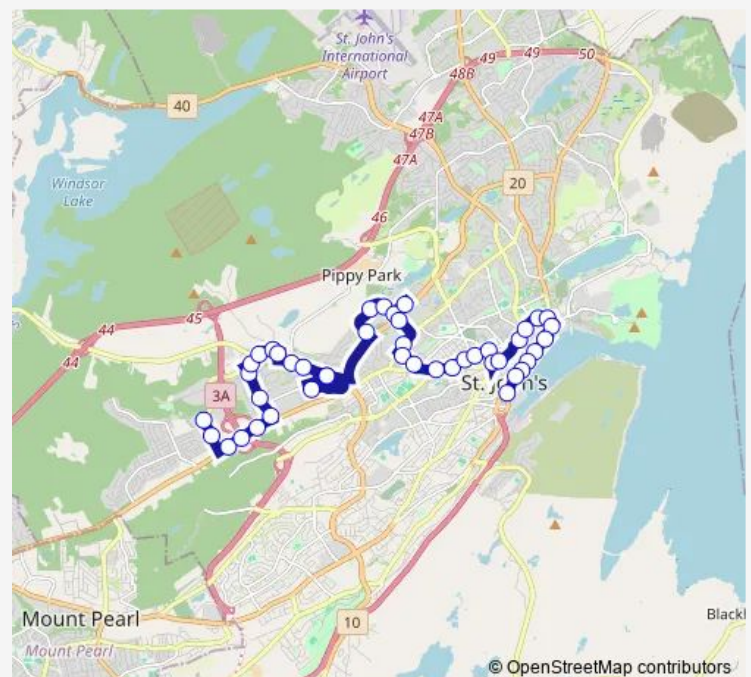 St. John's
International
Airport
49
49
50
48B
40
47A
47B
47A
Windsor
Lake
20
46
Pippy Park
45
44
44
3A
St. John's
Mount Pearl
Mount Pearl
10
Blackl
© OpenStreetMap contributors